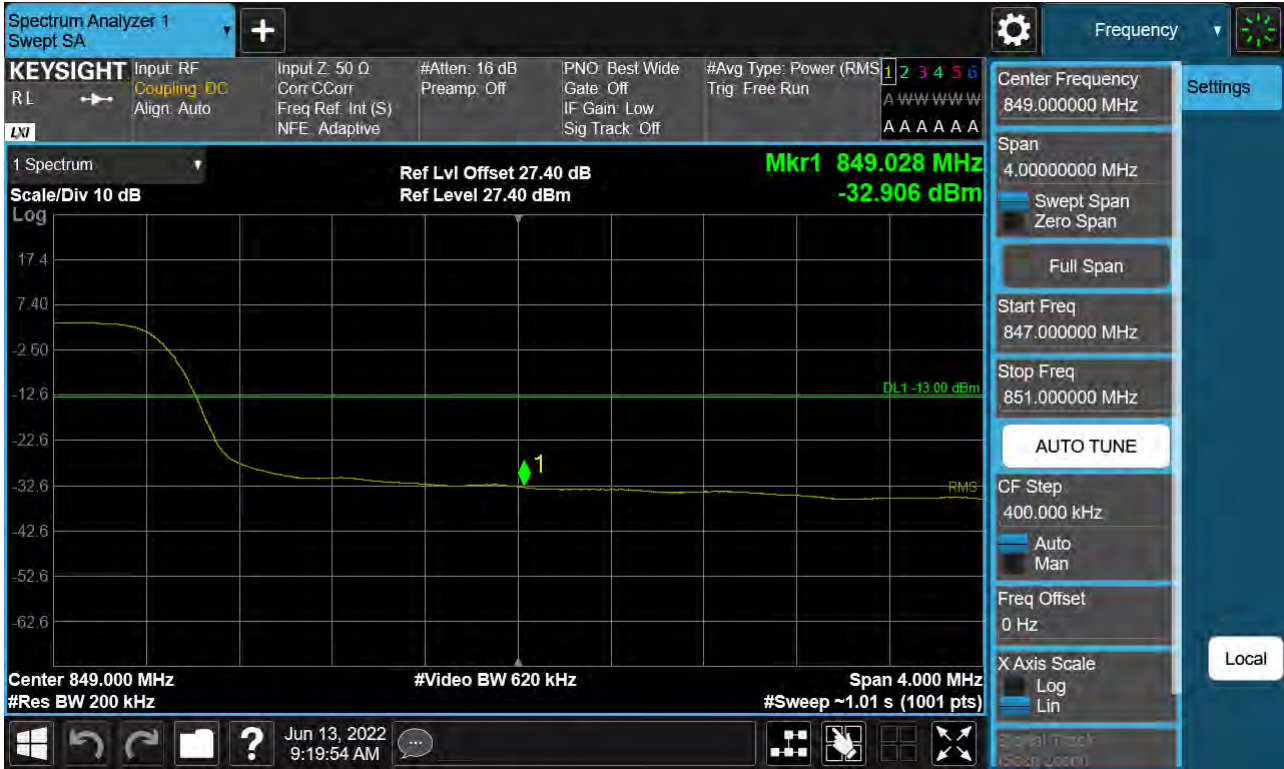 Spectrum Analyzer 1
Swept SA
+
Frequency
KEYSIGHT
RL
LXI
Input: RF
Coupling: DC
Align: Auto
Input Z: 50 Ω
Corr CCorr
Freq Ref: Int (S)
NFE: Adaptive
#Atten: 16 dB
Preamp: Off
PNO: Best Wide
Gate: Off
IF Gain: Low
Sig Track: Off
#Avg Type: Power (RMS
Trig: Free Run
1 2 3 4 5 6
A W W W W W
A A A A A A
1 Spectrum
Scale/Div 10 dB
Log
Ref Lvl Offset 27.40 dB
Ref Level 27.40 dBm
Mkr1 849.028 MHz
-32.906 dBm
17.4
7.40
-2.60
-12.6
-22.6
-32.6
-42.6
-52.6
-62.6
DL1 -13.00 dBm
1
RMS
Center 849.000 MHz
#Res BW 200 kHz
#Video BW 620 kHz
Span 4.000 MHz
#Sweep ~1.01 s (1001 pts)
Center Frequency
849.000000 MHz
Span
4.00000000 MHz
Swept Span
Zero Span
Full Span
Start Freq
847.000000 MHz
Stop Freq
851.000000 MHz
AUTO TUNE
CF Step
400.000 kHz
Auto
Man
Freq Offset
0 Hz
X Axis Scale
Log
Lin
Signal Track
(Span Zoom)
Settings
Local
?
Jun 13, 2022
9:19:54 AM